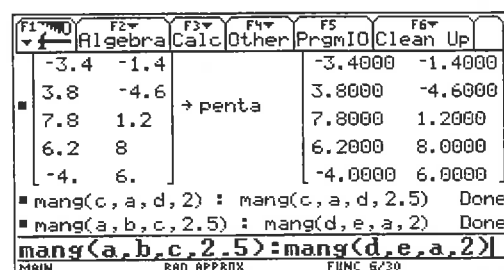 F1 F2 F3 F4 F5 F6
Algebra Calc Other PrgmIO Clean Up
-3.4 -1.4 -3.4000 -1.4000
3.8 -4.6 3.8000 -4.6000
7.8 1.2 → penta 7.8000 1.2000
6.2 8 6.2000 8.0000
-4. 6. -4.0000 6.0000
▪ mang(c,a,d,2) : mang(c,a,d,2.5) Done
▪ mang(a,b,c,2.5) : mang(d,e,a,2) Done
mang(a,b,c,2.5):mang(d,e,a,2)
MAIN RAD APPROX FUNC 6/30